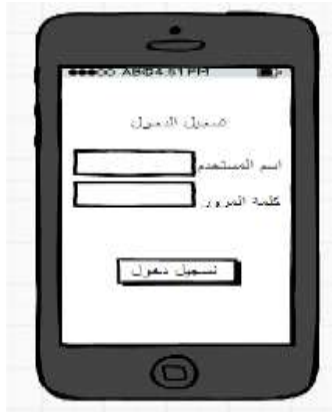 تسجيل الدخول
اسم المستخدم
كلمة المرور
تسجيل دخول